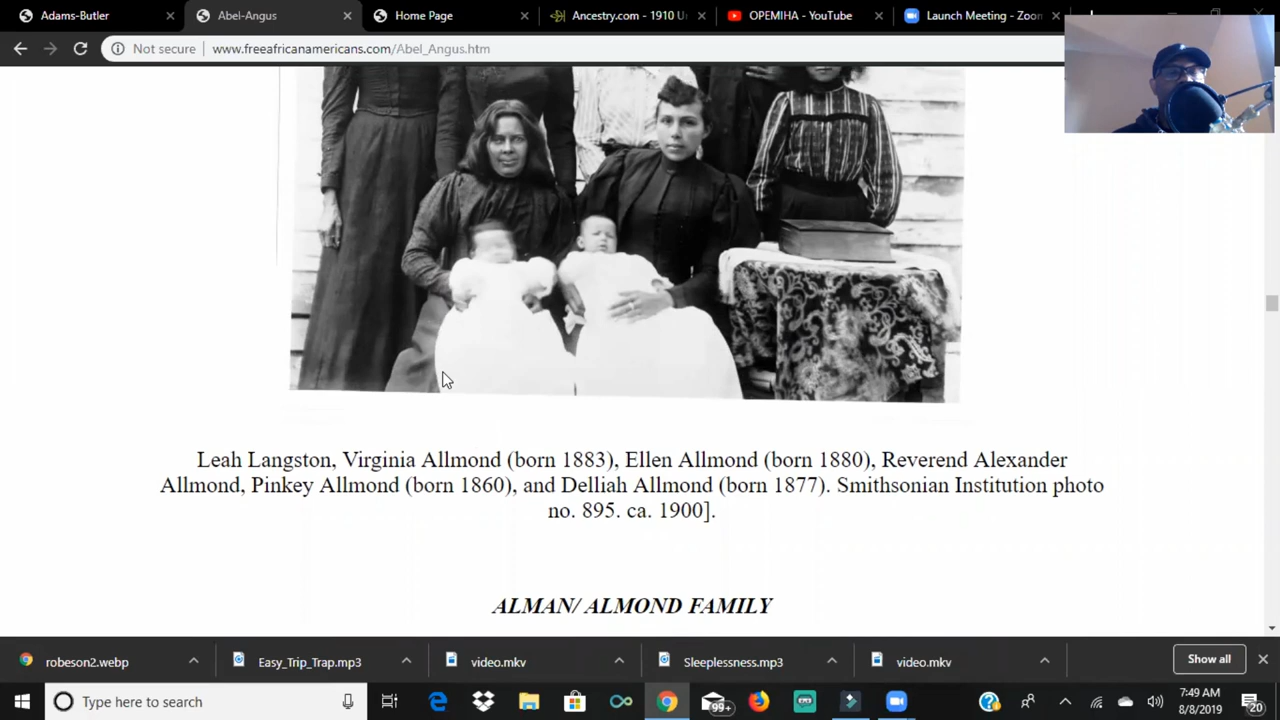 Adams-Butler
Abel-Angus
Home Page
Ancestry.com - 1910 U
OPEMIHA - YouTube
Launch Meeting - Zoom
Not secure
www.freeafricanamericans.com/Abel_Angus.htm
Leah Langston, Virginia Allmond (born 1883), Ellen Allmond (born 1880), Reverend Alexander
Allmond, Pinkey Allmond (born 1860), and Delliah Allmond (born 1877). Smithsonian Institution photo
no. 895. ca. 1900].
ALMAN/ ALMOND FAMILY
robeson2.webp
Easy_Trip_Trap.mp3
video.mkv
Sleeplessness.mp3
video.mkv
Show all
Type here to search
99+
7:49 AM
8/8/2019
20